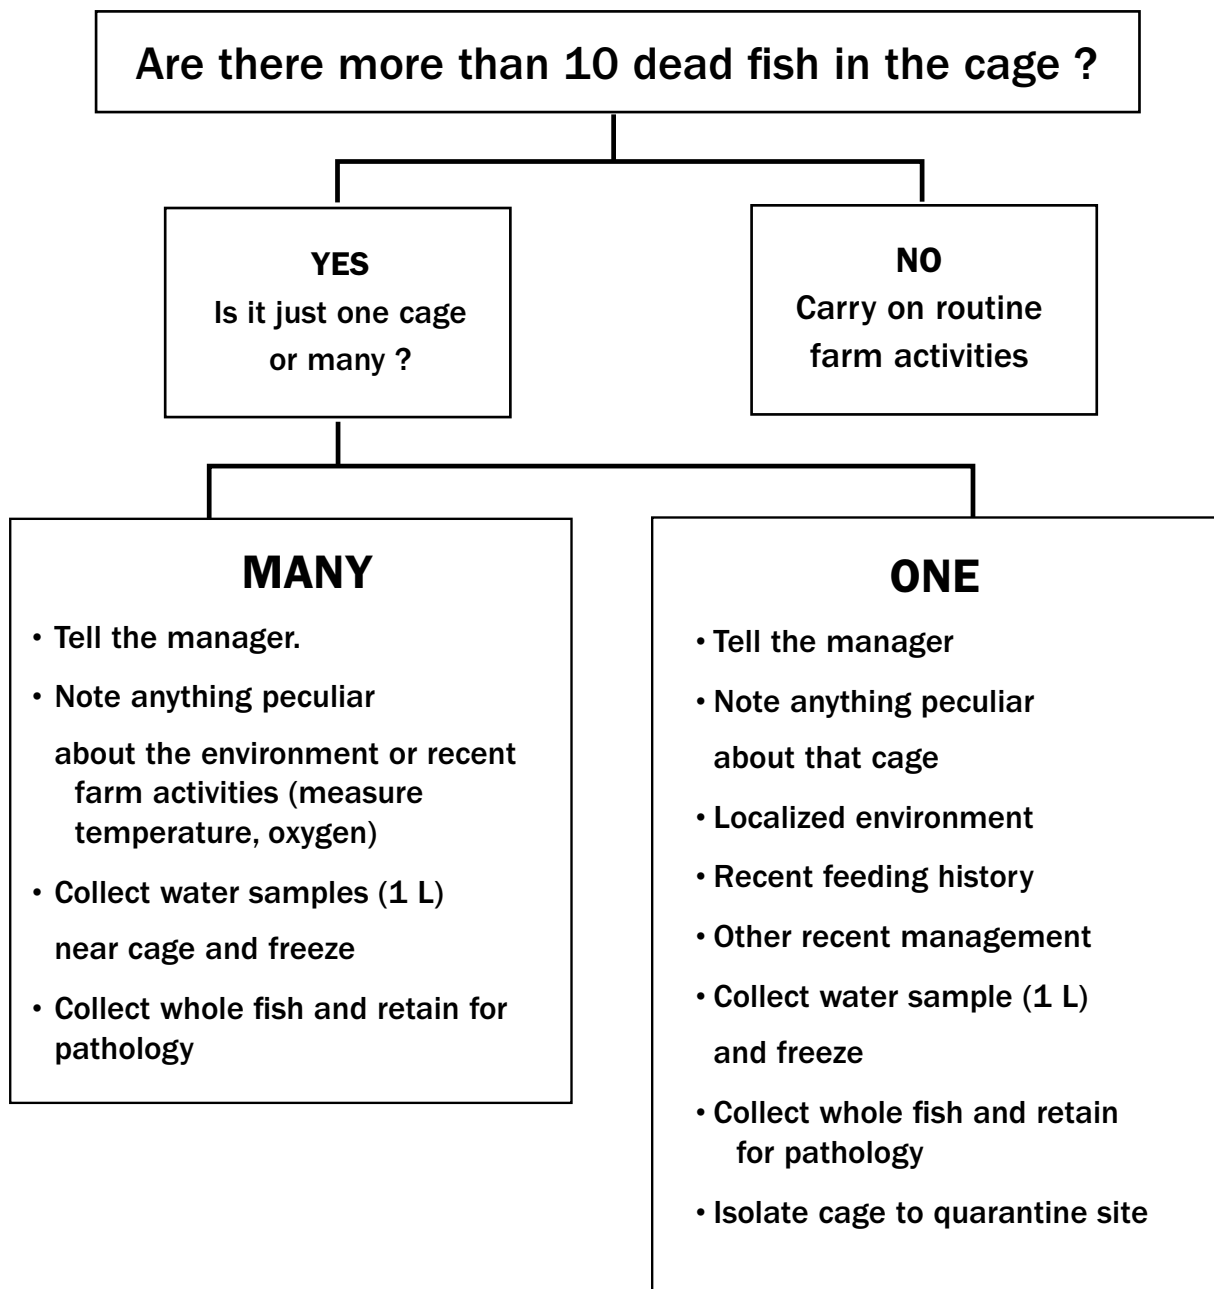 Are there more than 10 dead fish in the cage ?
YES
Is it just one cage
or many ?
NO
Carry on routine
farm activities
MANY
• Tell the manager.
• Note anything peculiar
about the environment or recent
farm activities (measure
temperature, oxygen)
• Collect water samples (1 L)
near cage and freeze
• Collect whole fish and retain for
pathology
ONE
• Tell the manager
• Note anything peculiar
about that cage
• Localized environment
• Recent feeding history
• Other recent management
• Collect water sample (1 L)
and freeze
• Collect whole fish and retain
for pathology
• Isolate cage to quarantine site